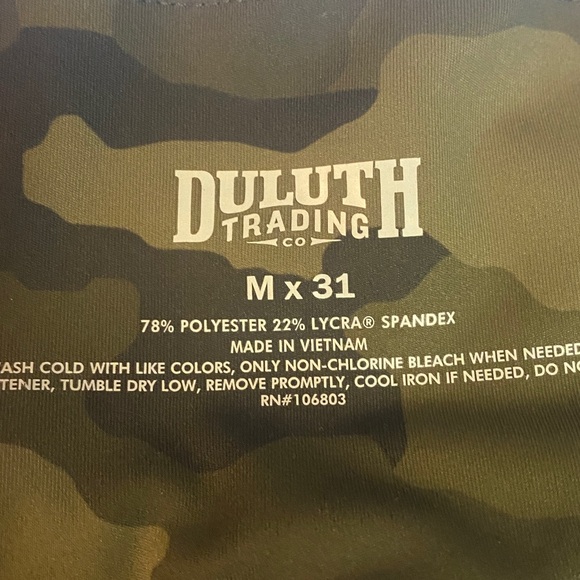 DULUTH
TRADING
CO
M x 31
78% POLYESTER 22% LYCRA® SPANDEX
MADE IN VIETNAM
ASH COLD WITH LIKE COLORS, ONLY NON-CHLORINE BLEACH WHEN NEEDED
TENER, TUMBLE DRY LOW, REMOVE PROMPTLY, COOL IRON IF NEEDED, DO NO
RN#106803